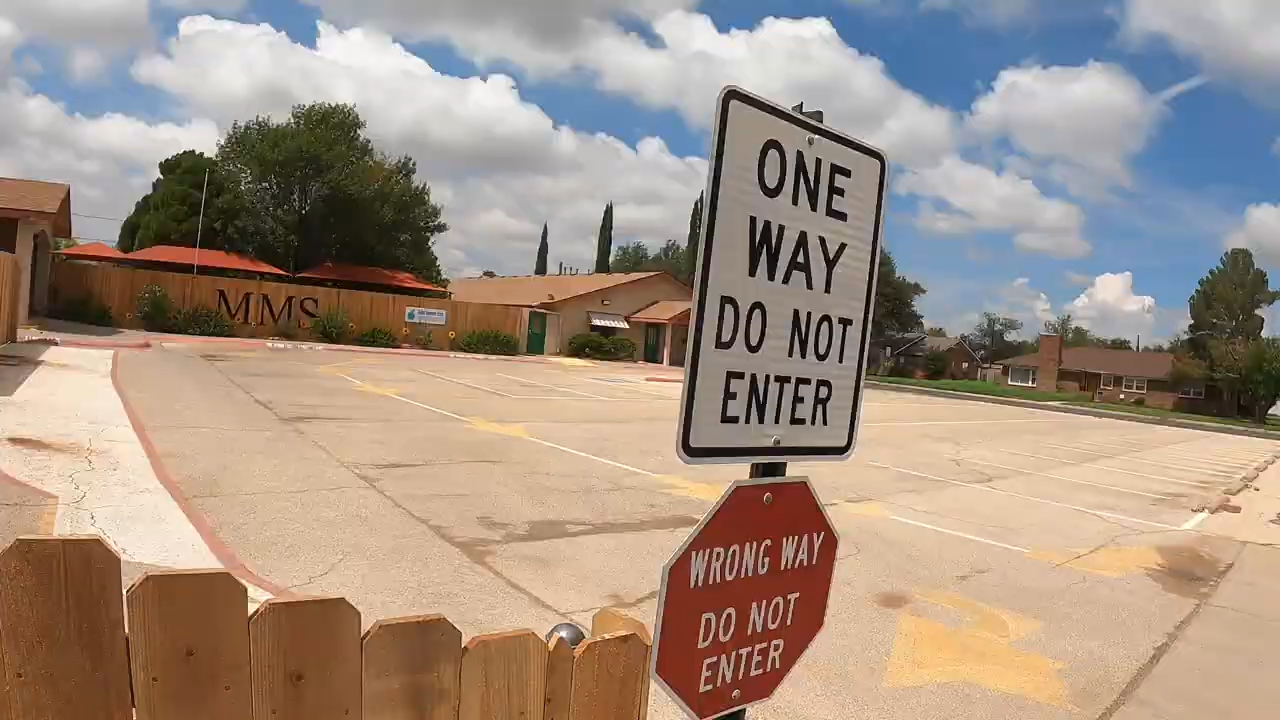 MMS
ONE
WAY
DO NOT
ENTER
WRONG WAY
DO NOT
ENTER